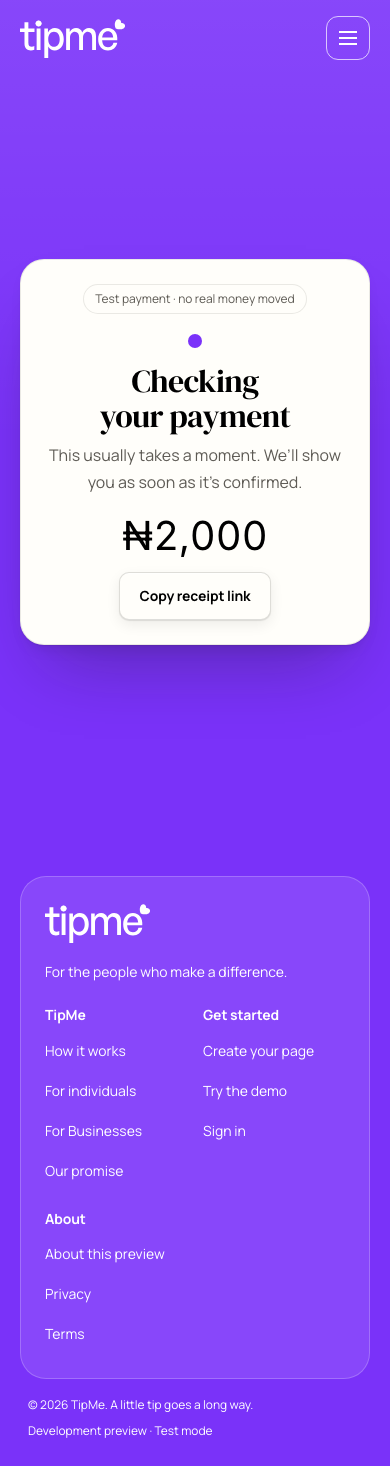 tipme
Test payment · no real money moved
Checking
your payment
This usually takes a moment. We’ll show
you as soon as it’s confirmed.
₦2,000
Copy receipt link
tipme
For the people who make a difference.
TipMe
How it works
For individuals
For Businesses
Our promise
Get started
Create your page
Try the demo
Sign in
About
About this preview
Privacy
Terms
© 2026 TipMe. A little tip goes a long way.
Development preview · Test mode